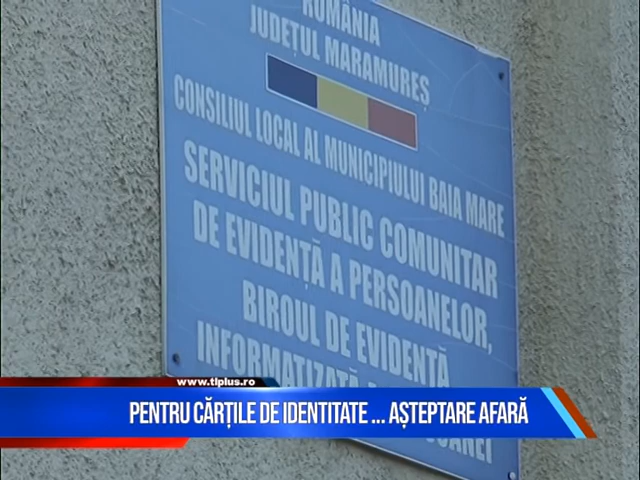 ROMÂNIA
JUDEȚUL MARAMUREȘ
CONSILIUL LOCAL AL MUNICIPIULUI BAIA MARE
SERVICIUL PUBLIC COMUNITAR
DE EVIDENȚĂ A PERSOANELOR,
BIROUL DE EVIDENȚĂ
INFORMATIZATĂ
www.tlplus.ro
PENTRU CĂRȚILE DE IDENTITATE ... AȘTEPTARE AFARĂ